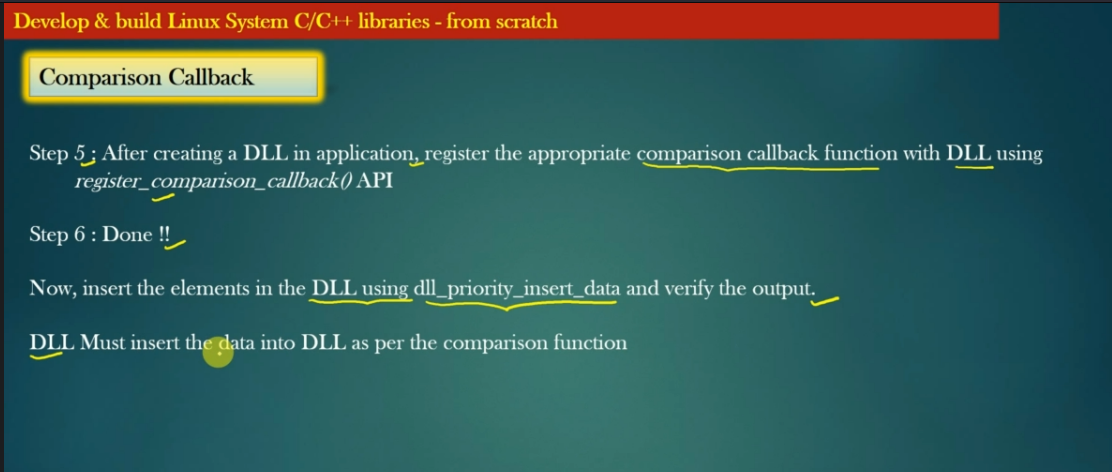 Develop & build Linux System C/C++ libraries - from scratch
Comparison Callback
Step 5 : After creating a DLL in application, register the appropriate comparison callback function with DLL using
register_comparison_callback() API
Step 6 : Done !!
Now, insert the elements in the DLL using dll_priority_insert_data and verify the output.
DLL Must insert the data into DLL as per the comparison function